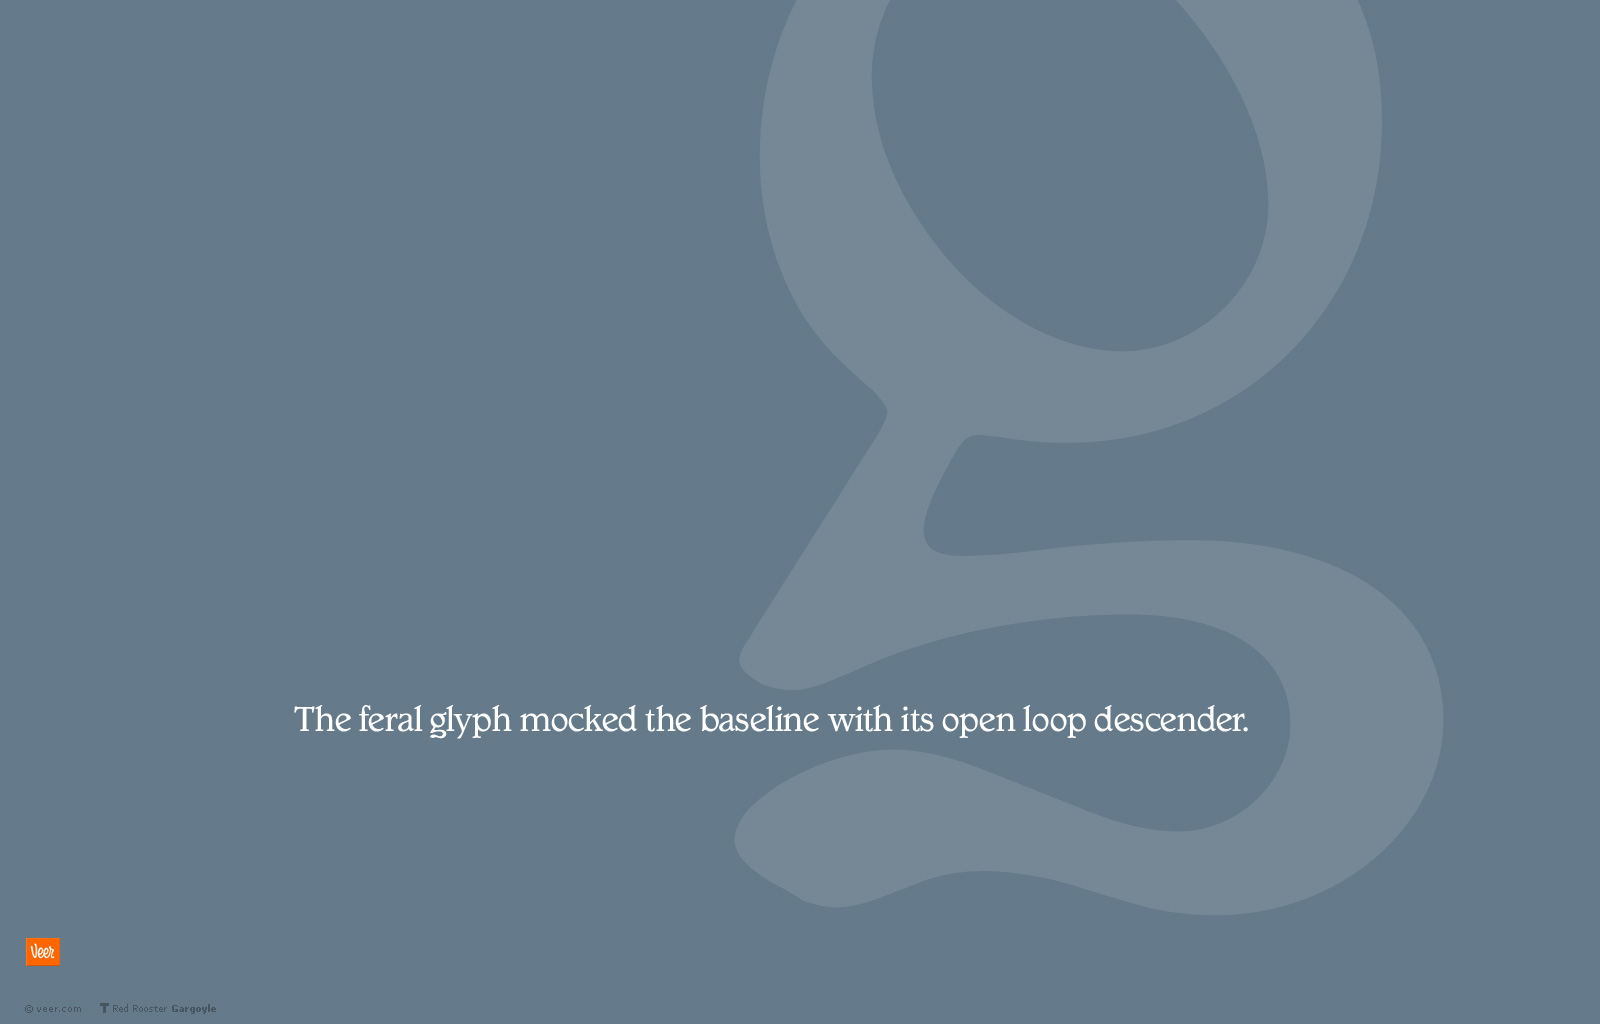 g
The feral glyph mocked the baseline with its open loop descender.
Veer
© veer.com T Red Rooster Gargoyle